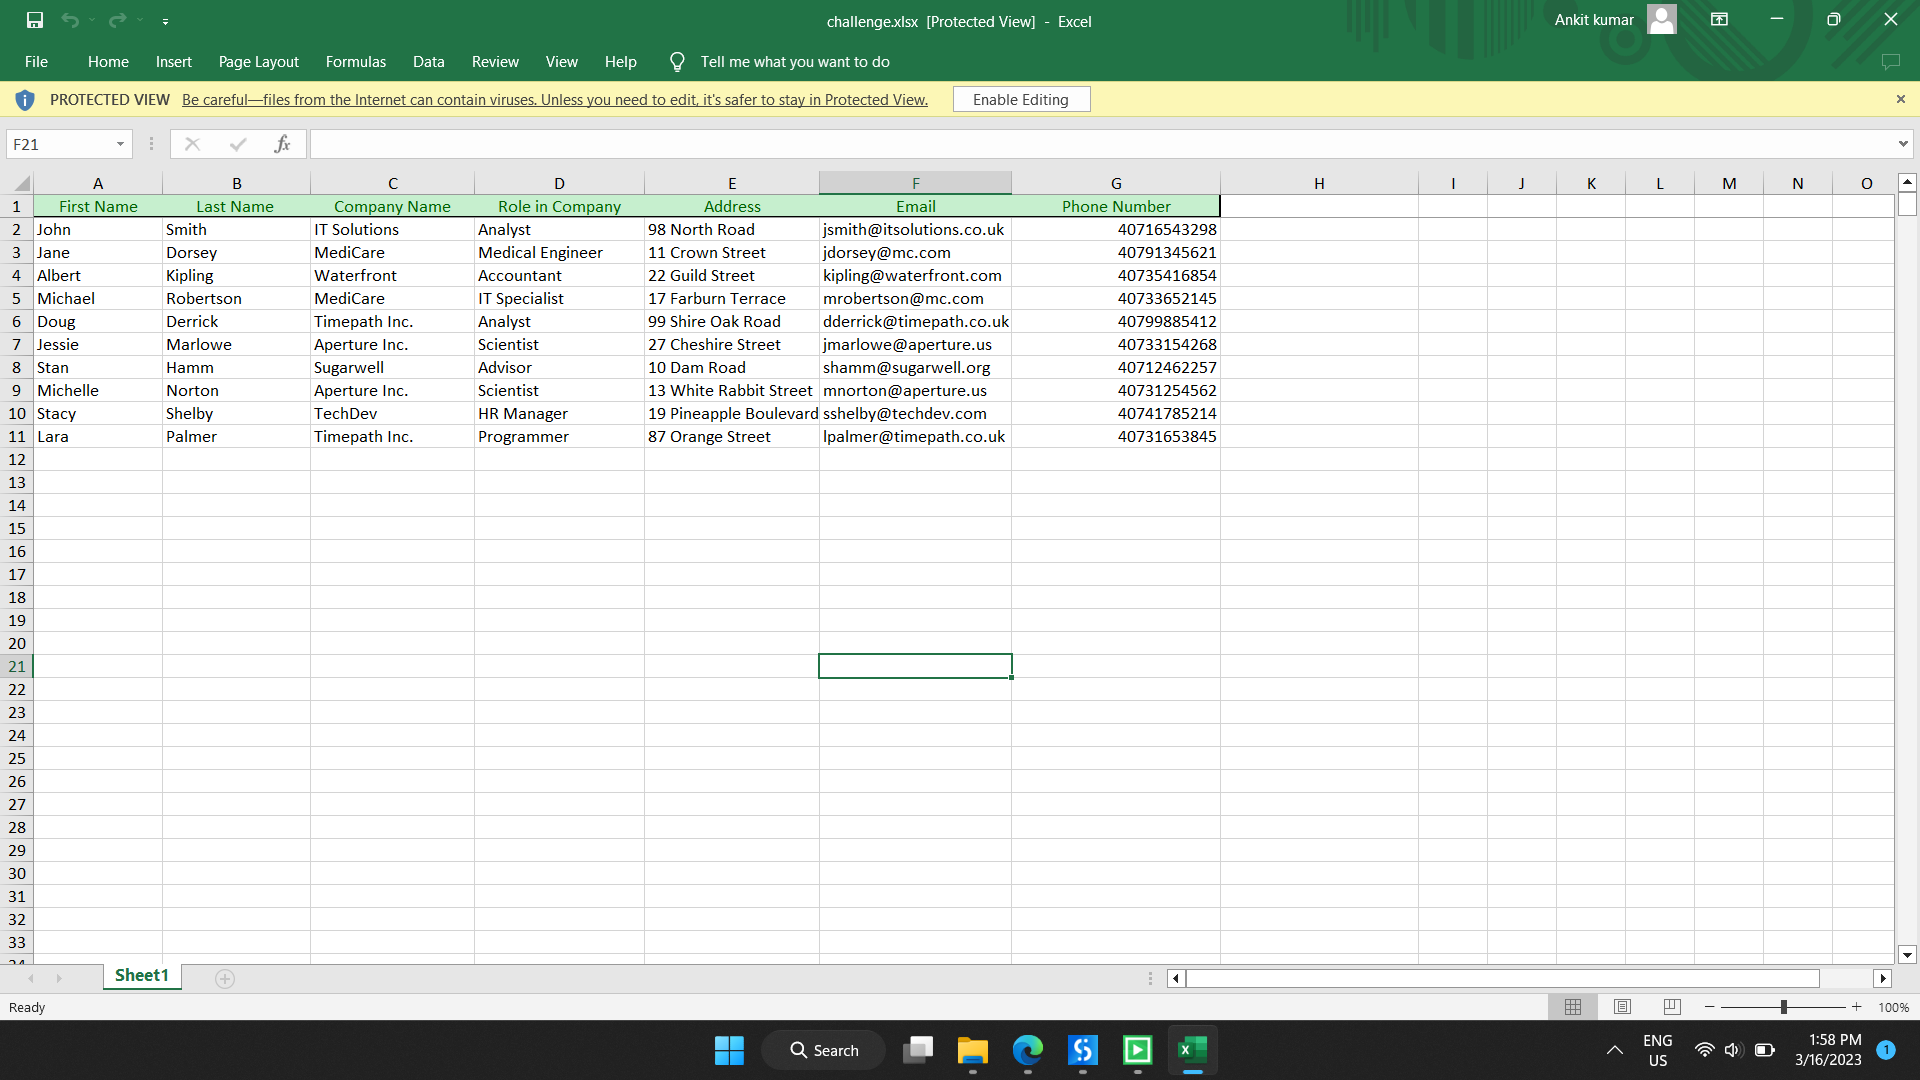 challenge.xlsx [Protected View] - Excel
Ankit kumar
File Home Insert Page Layout Formulas Data Review View Help Tell me what you want to do
PROTECTED VIEW Be careful—files from the Internet can contain viruses. Unless you need to edit, it's safer to stay in Protected View. Enable Editing
F21 fx
A B C D E F G H I J K L M N O
1 First Name Last Name Company Name Role in Company Address Email Phone Number
2 John Smith IT Solutions Analyst 98 North Road jsmith@itsolutions.co.uk 40716543298
3 Jane Dorsey MediCare Medical Engineer 11 Crown Street jdorsey@mc.com 40791345621
4 Albert Kipling Waterfront Accountant 22 Guild Street kipling@waterfront.com 40735416854
5 Michael Robertson MediCare IT Specialist 17 Farburn Terrace mrobertson@mc.com 40733652145
6 Doug Derrick Timepath Inc. Analyst 99 Shire Oak Road dderrick@timepath.co.uk 40799885412
7 Jessie Marlowe Aperture Inc. Scientist 27 Cheshire Street jmarlowe@aperture.us 40733154268
8 Stan Hamm Sugarwell Advisor 10 Dam Road shamm@sugarwell.org 40712462257
9 Michelle Norton Aperture Inc. Scientist 13 White Rabbit Street mnorton@aperture.us 40731254562
10 Stacy Shelby TechDev HR Manager 19 Pineapple Boulevard sshelby@techdev.com 40741785214
11 Lara Palmer Timepath Inc. Programmer 87 Orange Street lpalmer@timepath.co.uk 40731653845
12
13
14
15
16
17
18
19
20
21
22
23
24
25
26
27
28
29
30
31
32
33
Sheet1
Ready 100%
Search
ENG
US
1:58 PM
3/16/2023
1